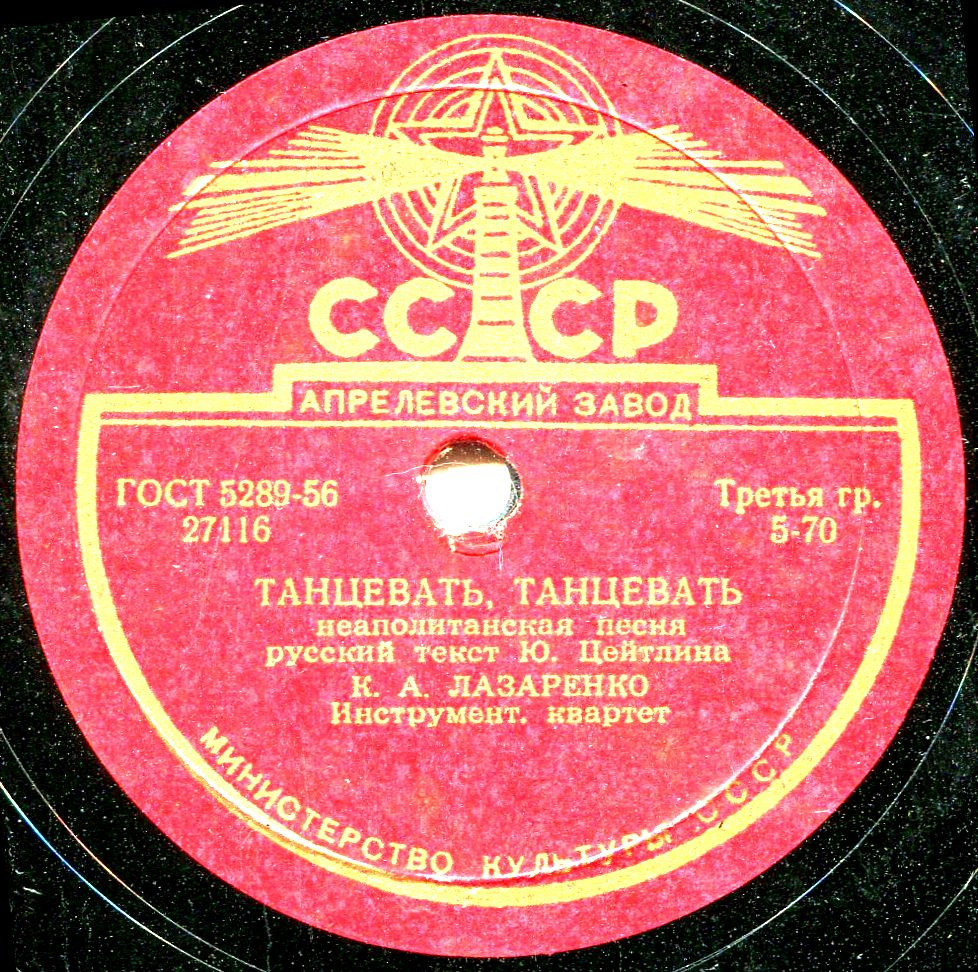 СССР
АПРЕЛЕВСКИЙ ЗАВОД
ГОСТ 5289-56
27116
Третья гр.
5-70
ТАНЦЕВАТЬ, ТАНЦЕВАТЬ
неаполитанская песня
русский текст Ю. Цейтлина
К. А. ЛАЗАРЕНКО
Инструмент. квартет
МИНИСТЕРСТВО КУЛЬТУРЫ СССР